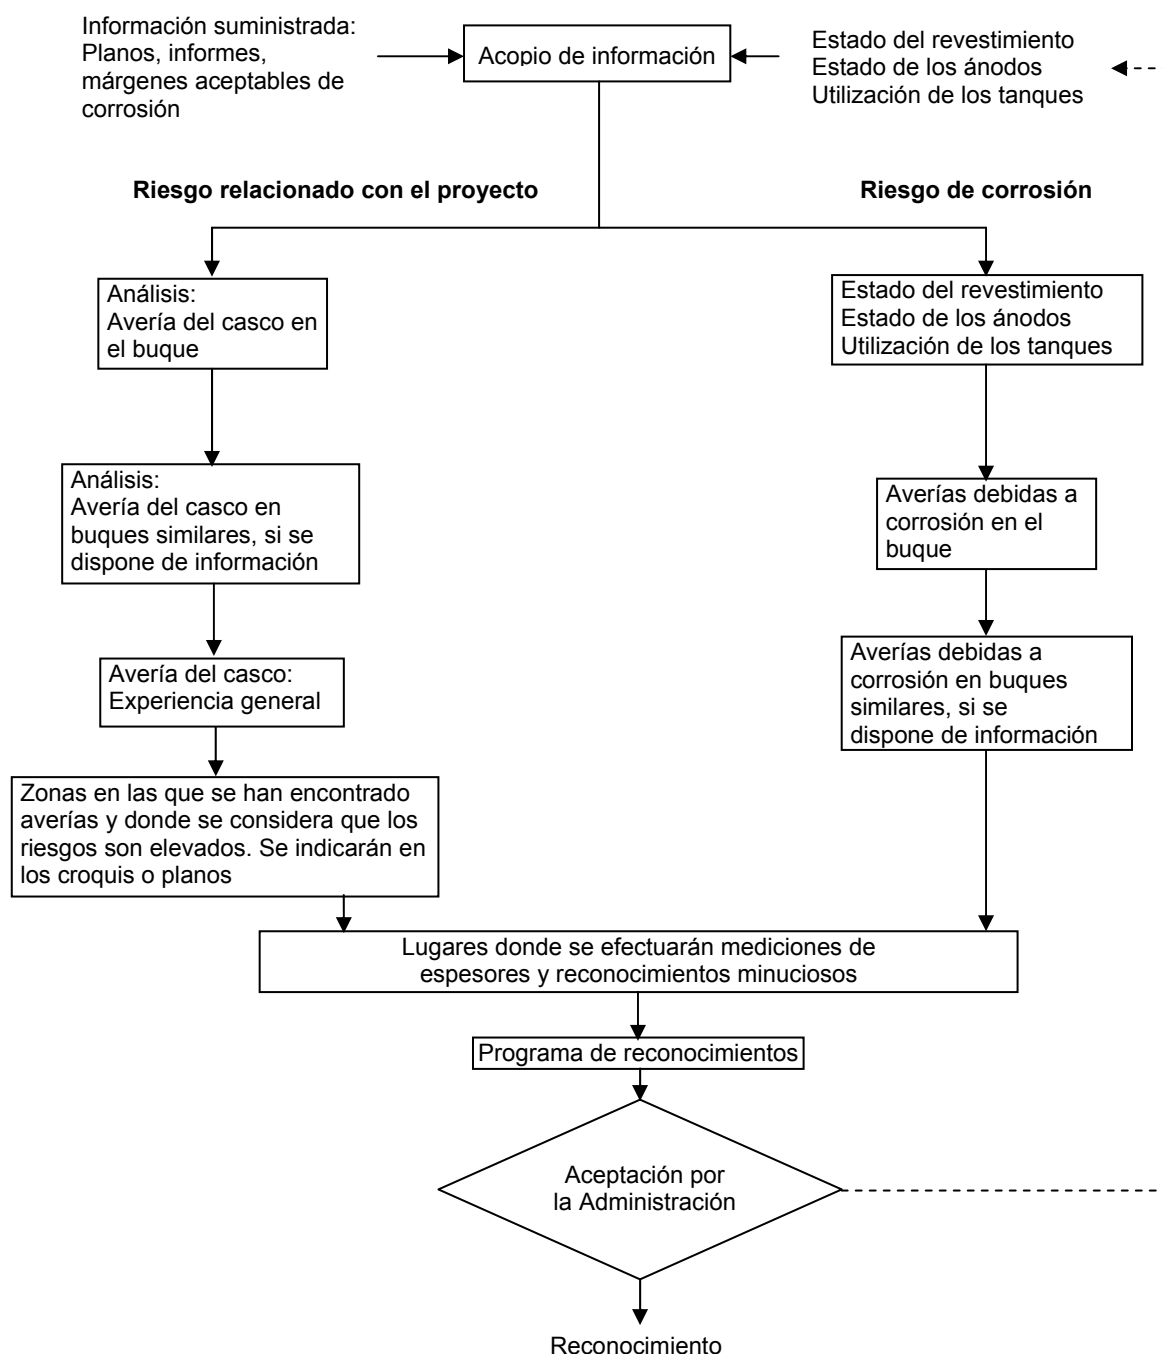 Información suministrada:
Planos, informes,
márgenes aceptables de
corrosión
Acopio de información
Estado del revestimiento
Estado de los ánodos
Utilización de los tanques
Riesgo relacionado con el proyecto
Riesgo de corrosión
Análisis:
Avería del casco en
el buque
Estado del revestimiento
Estado de los ánodos
Utilización de los tanques
Análisis:
Avería del casco en
buques similares, si se
dispone de información
Averías debidas a
corrosión en el
buque
Avería del casco:
Experiencia general
Averías debidas a
corrosión en buques
similares, si se
dispone de información
Zonas en las que se han encontrado
averías y donde se considera que los
riesgos son elevados. Se indicarán en
los croquis o planos
Lugares donde se efectuarán mediciones de
espesores y reconocimientos minuciosos
Programa de reconocimientos
Aceptación por
la Administración
Reconocimiento